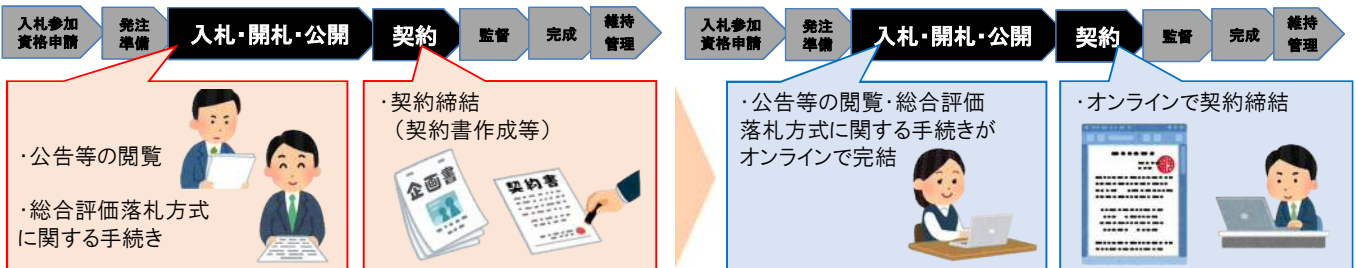 入札参加
資格申請
発注
準備
入札・開札・公開
契約
監督
完成
維持
管理
・公告等の閲覧
・総合評価落札方式
に関する手続き
・契約締結
（契約書作成等）
企画書
契約書
入札参加
資格申請
発注
準備
入札・開札・公開
契約
監督
完成
維持
管理
・公告等の閲覧・総合評価
落札方式に関する手続きが
オンラインで完結
・オンラインで契約締結